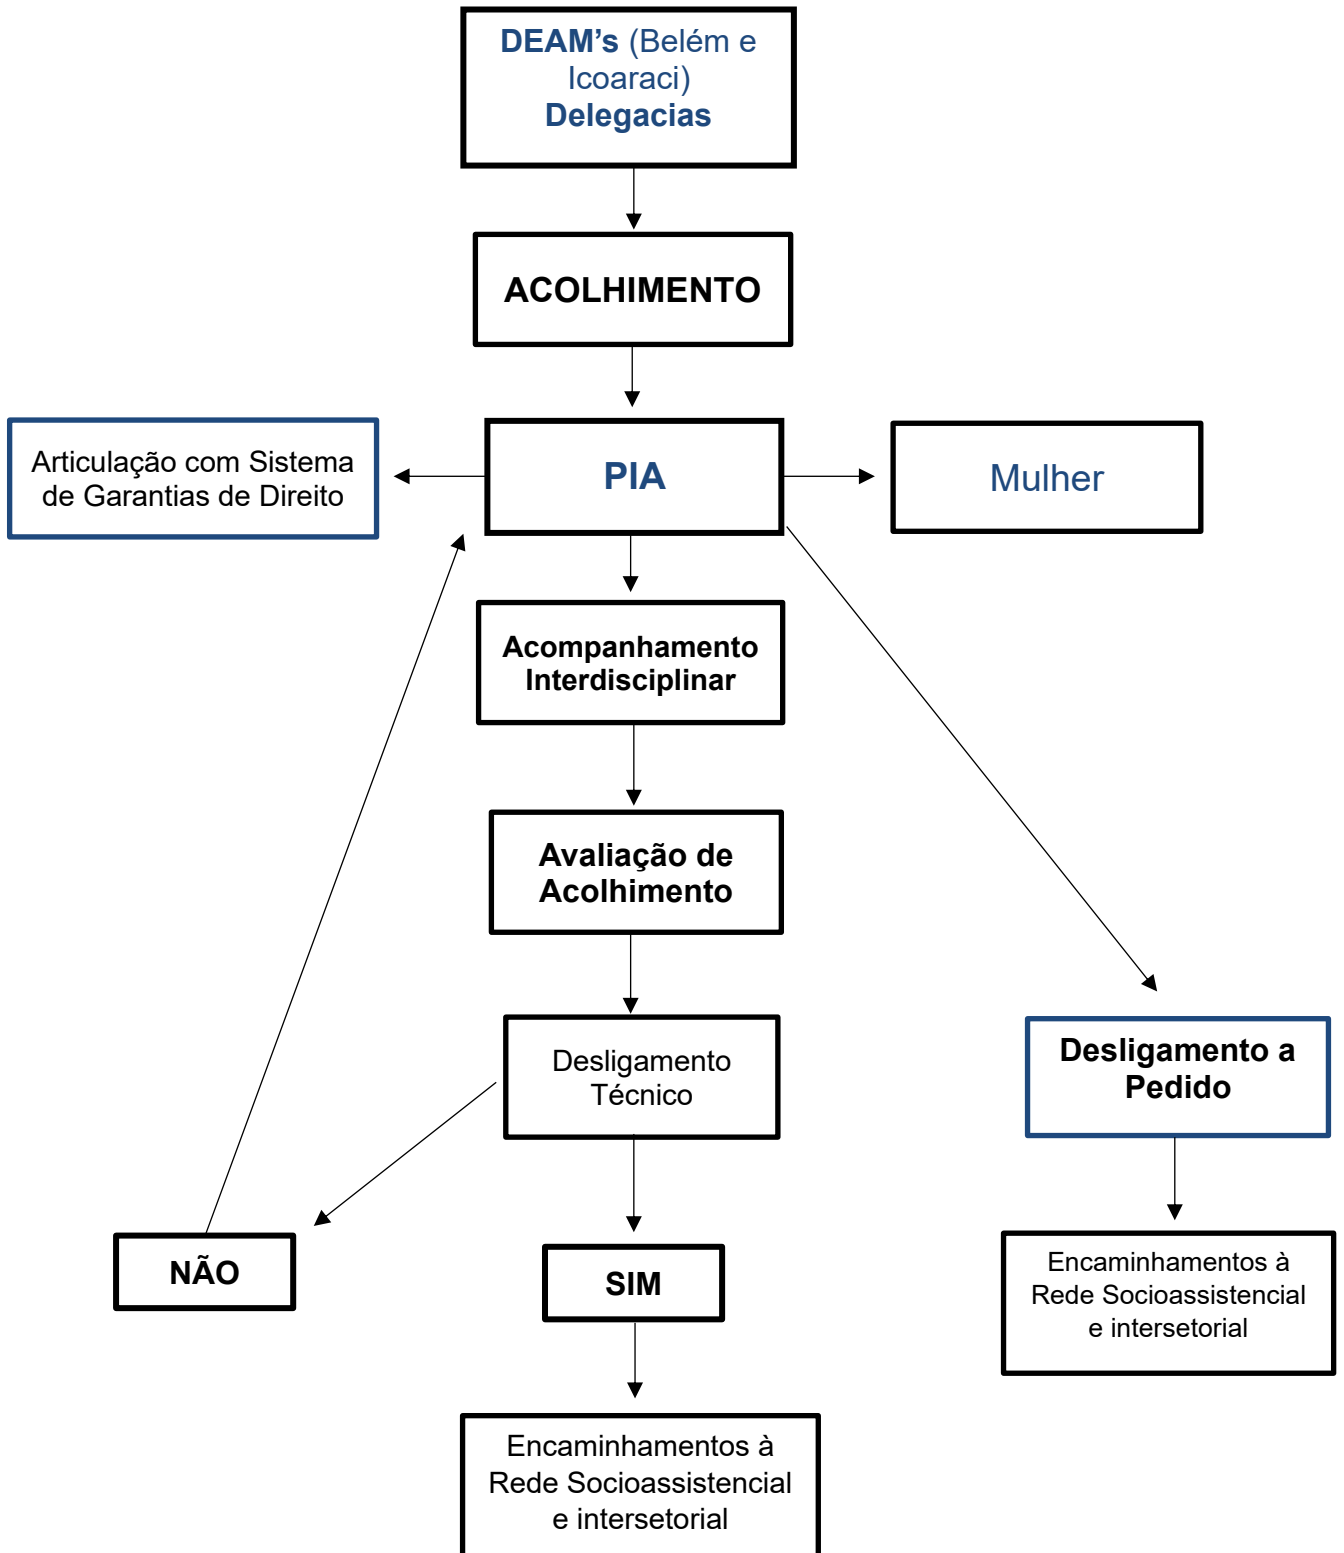 DEAM’s (Belém e
Icoaraci)
Delegacias
ACOLHIMENTO
Articulação com Sistema
de Garantias de Direito
PIA
Mulher
Acompanhamento
Interdisciplinar
Avaliação de
Acolhimento
Desligamento
Técnico
Desligamento a
Pedido
NÃO
SIM
Encaminhamentos à
Rede Socioassistencial
e intersetorial
Encaminhamentos à
Rede Socioassistencial
e intersetorial